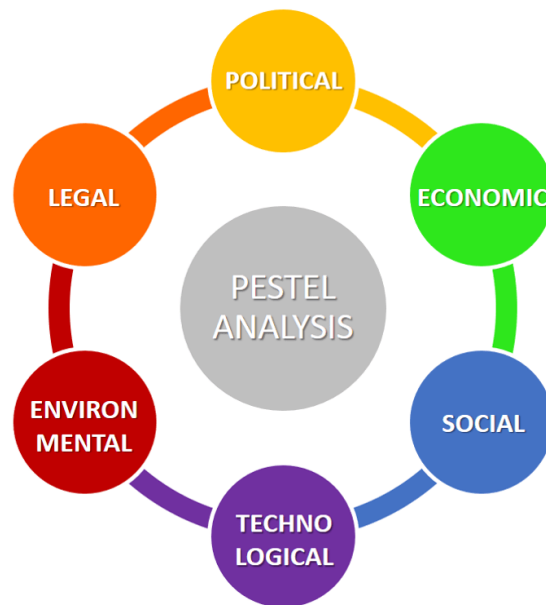 POLITICAL
ECONOMIC
SOCIAL
TECHNO
LOGICAL
ENVIRON
MENTAL
LEGAL
PESTEL
ANALYSIS